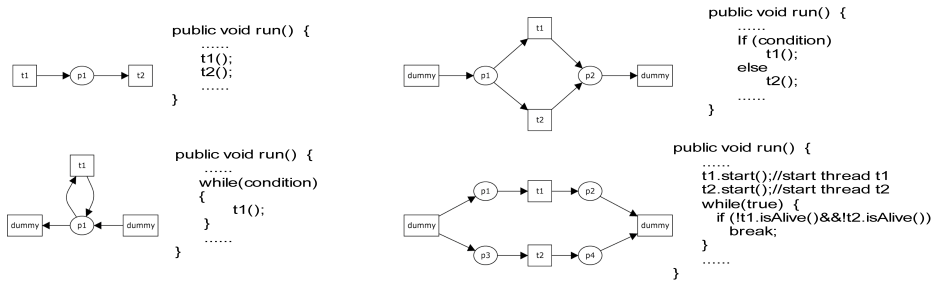 t1
p1
t2
public void run() {
......
t1();
t2();
......
}
t1
dummy
p1
p2
dummy
t2
public void run() {
......
If (condition)
t1();
else
t2();
......
}
t1
dummy
p1
dummy
public void run() {
......
while(condition)
{
t1();
}
......
}
p1
t1
p2
dummy
dummy
p3
t2
p4
public void run() {
......
t1.start();//start thread t1
t2.start();//start thread t2
while(true) {
if (!t1.isAlive()&&!t2.isAlive())
break;
}
......
}